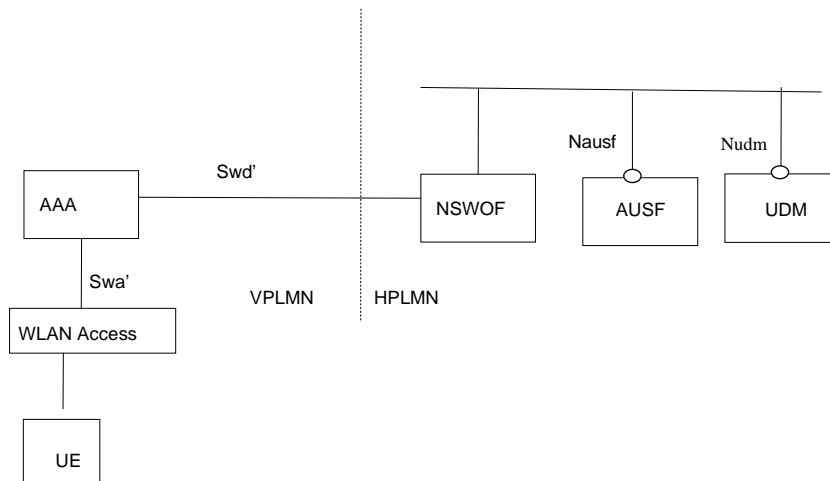 Nausf
Nudm
Swd’
AAA
NSWOF
AUSF
UDM
Swa’
VPLMN
HPLMN
WLAN Access
UE